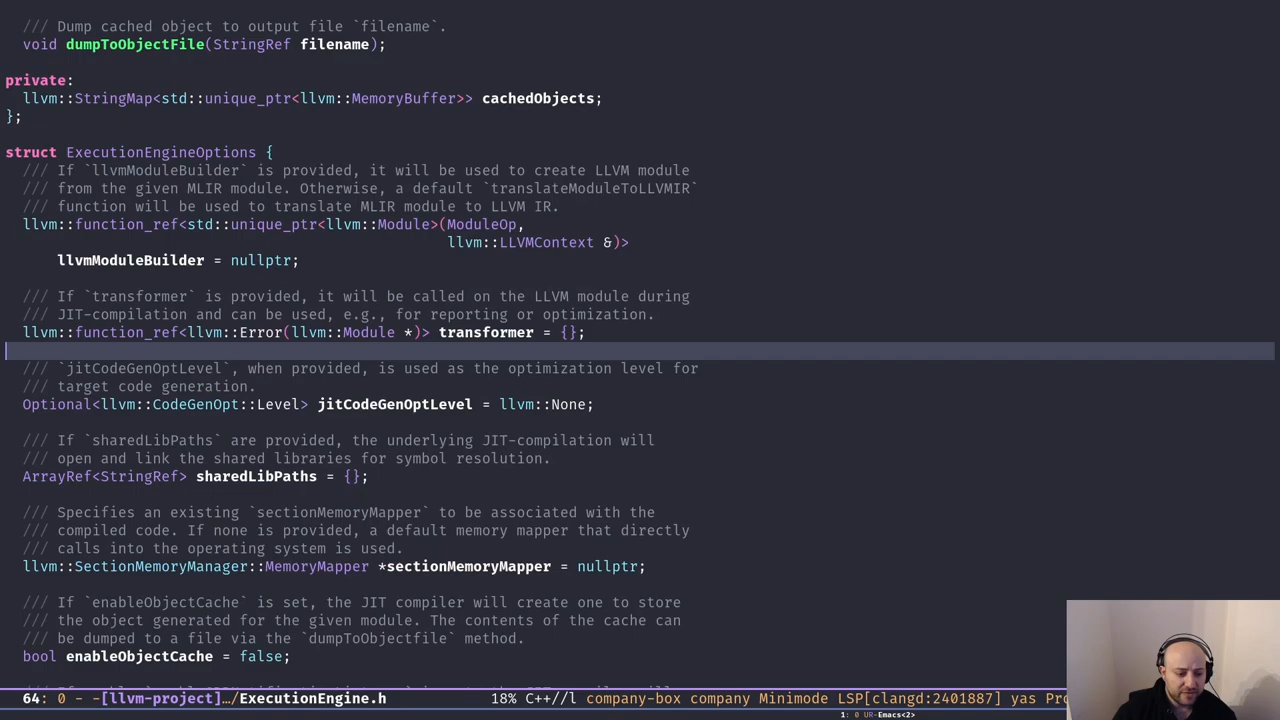 /// Dump cached object to output file `filename`.
void dumpToObjectFile(StringRef filename);
private:
llvm::StringMap<std::unique_ptr<llvm::MemoryBuffer>> cachedObjects;
};
struct ExecutionEngineOptions {
/// If `llvmModuleBuilder` is provided, it will be used to create LLVM module
/// from the given MLIR module. Otherwise, a default `translateModuleToLLVMIR`
/// function will be used to translate MLIR module to LLVM IR.
llvm::function_ref<std::unique_ptr<llvm::Module>(ModuleOp,
llvm::LLVMContext &)>
llvmModuleBuilder = nullptr;
/// If `transformer` is provided, it will be called on the LLVM module during
/// JIT-compilation and can be used, e.g., for reporting or optimization.
llvm::function_ref<llvm::Error(llvm::Module *)> transformer = {};
/// `jitCodeGenOptLevel`, when provided, is used as the optimization level for
/// target code generation.
Optional<llvm::CodeGenOpt::Level> jitCodeGenOptLevel = llvm::None;
/// If `sharedLibPaths` are provided, the underlying JIT-compilation will
/// open and link the shared libraries for symbol resolution.
ArrayRef<StringRef> sharedLibPaths = {};
/// Specifies an existing `sectionMemoryMapper` to be associated with the
/// compiled code. If none is provided, a default memory mapper that directly
/// calls into the operating system is used.
llvm::SectionMemoryManager::MemoryMapper *sectionMemoryMapper = nullptr;
/// If `enableObjectCache` is set, the JIT compiler will create one to store
/// the object generated for the given module. The contents of the cache can
/// be dumped to a file via the `dumpToObjectfile` method.
bool enableObjectCache = false;
64: 0 - -[llvm-project]…/ExecutionEngine.h 18% C++//l company-box company Minimode LSP[clangd:2401887] yas
1: 0 UR-Emacs<2>